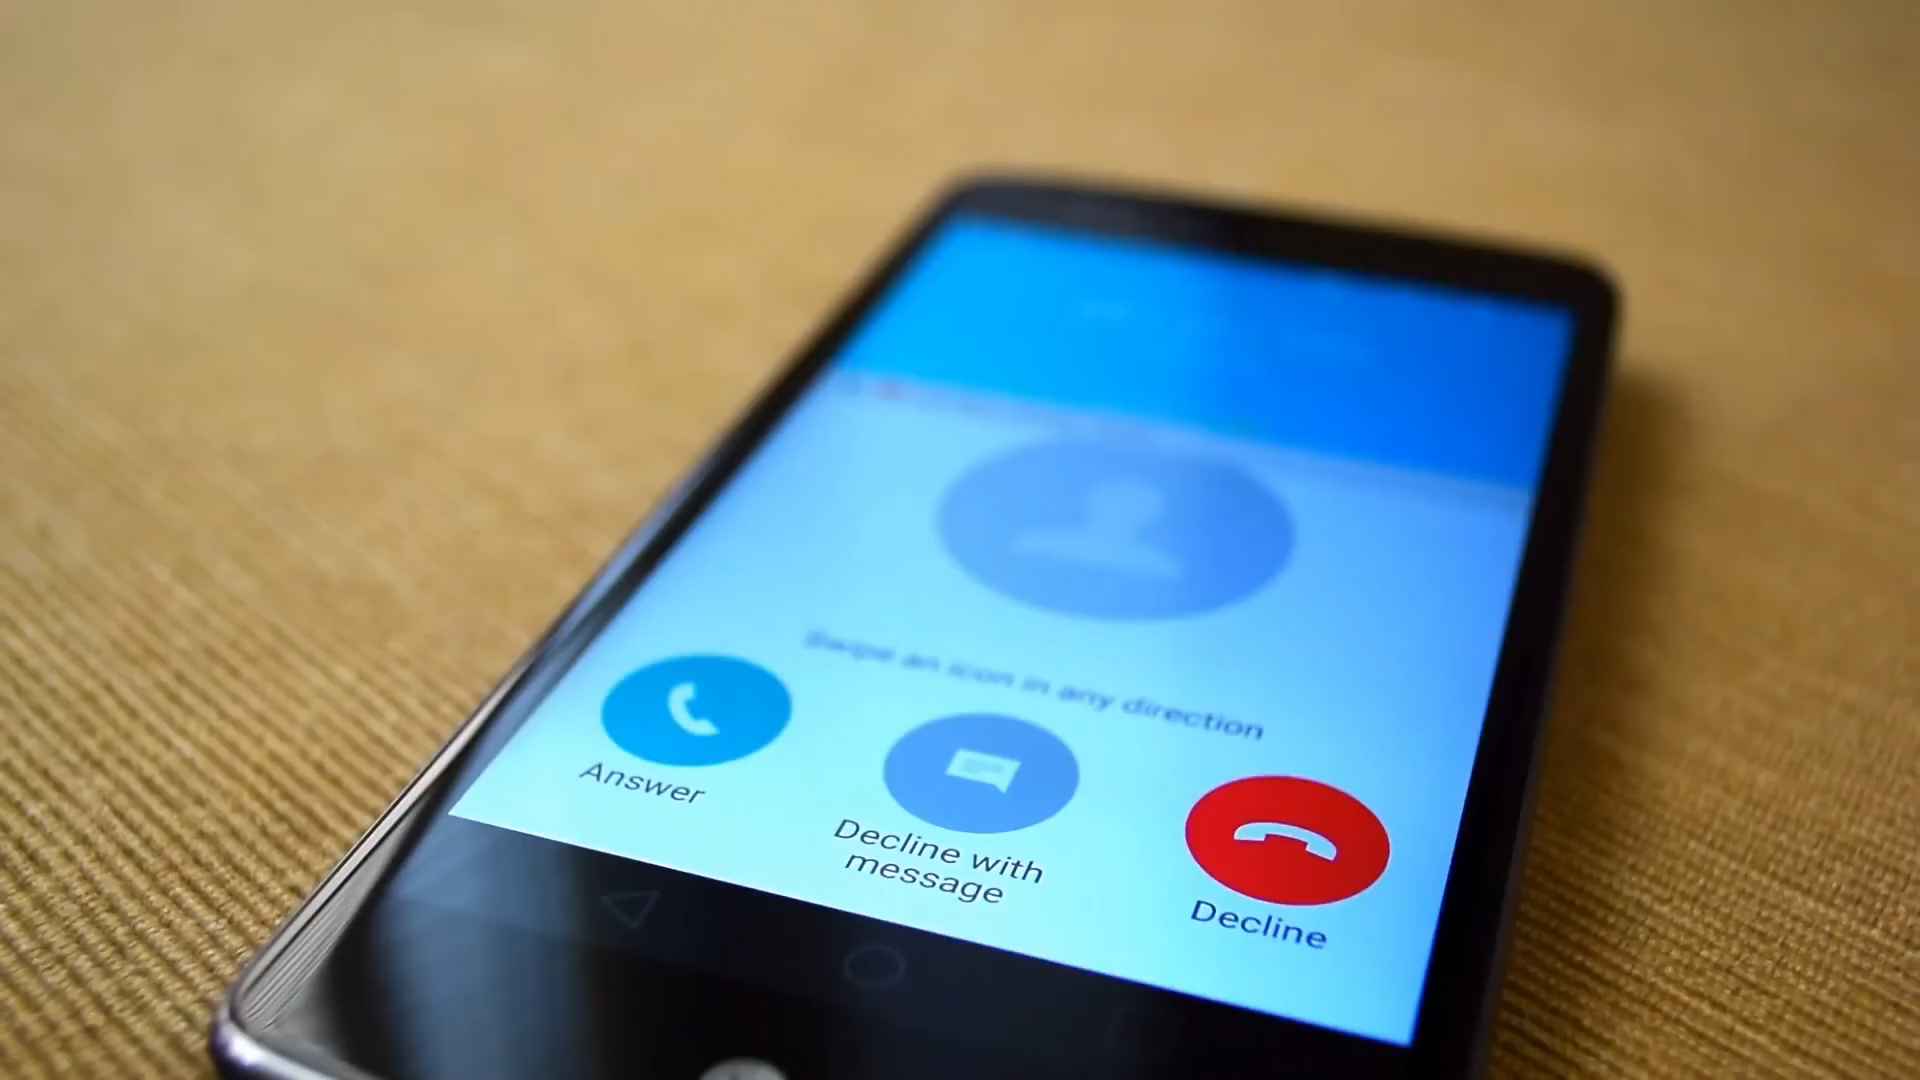 Swipe an icon in any direction
Answer
Decline with
message
Decline